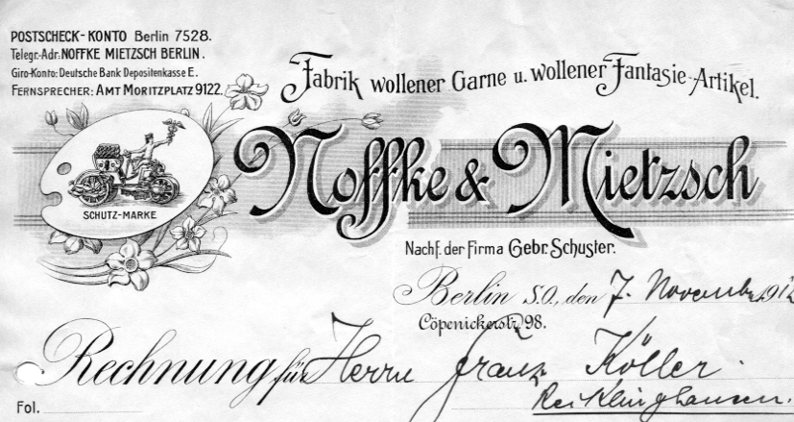 POSTSCHECK-KONTO Berlin 7528.
Telegr.-Adr: NOFFKE MIETZSCH BERLIN.
Giro-Konto: Deutsche Bank Depositenkasse E.
FERNSPRECHER: AMT MORITZPLATZ 9122.
Fabrik wollener Garne u. wollener Fantasie-Artikel.
Noffke & Mietzsch
SCHUTZ-MARKE
Nachf. der Firma Gebr. Schuster.
Berlin S.O., den 7. November 191
Cöpenickerstr. 98.
Rechnung für Herrn Franz Köller.
Recklinghausen.
Fol.